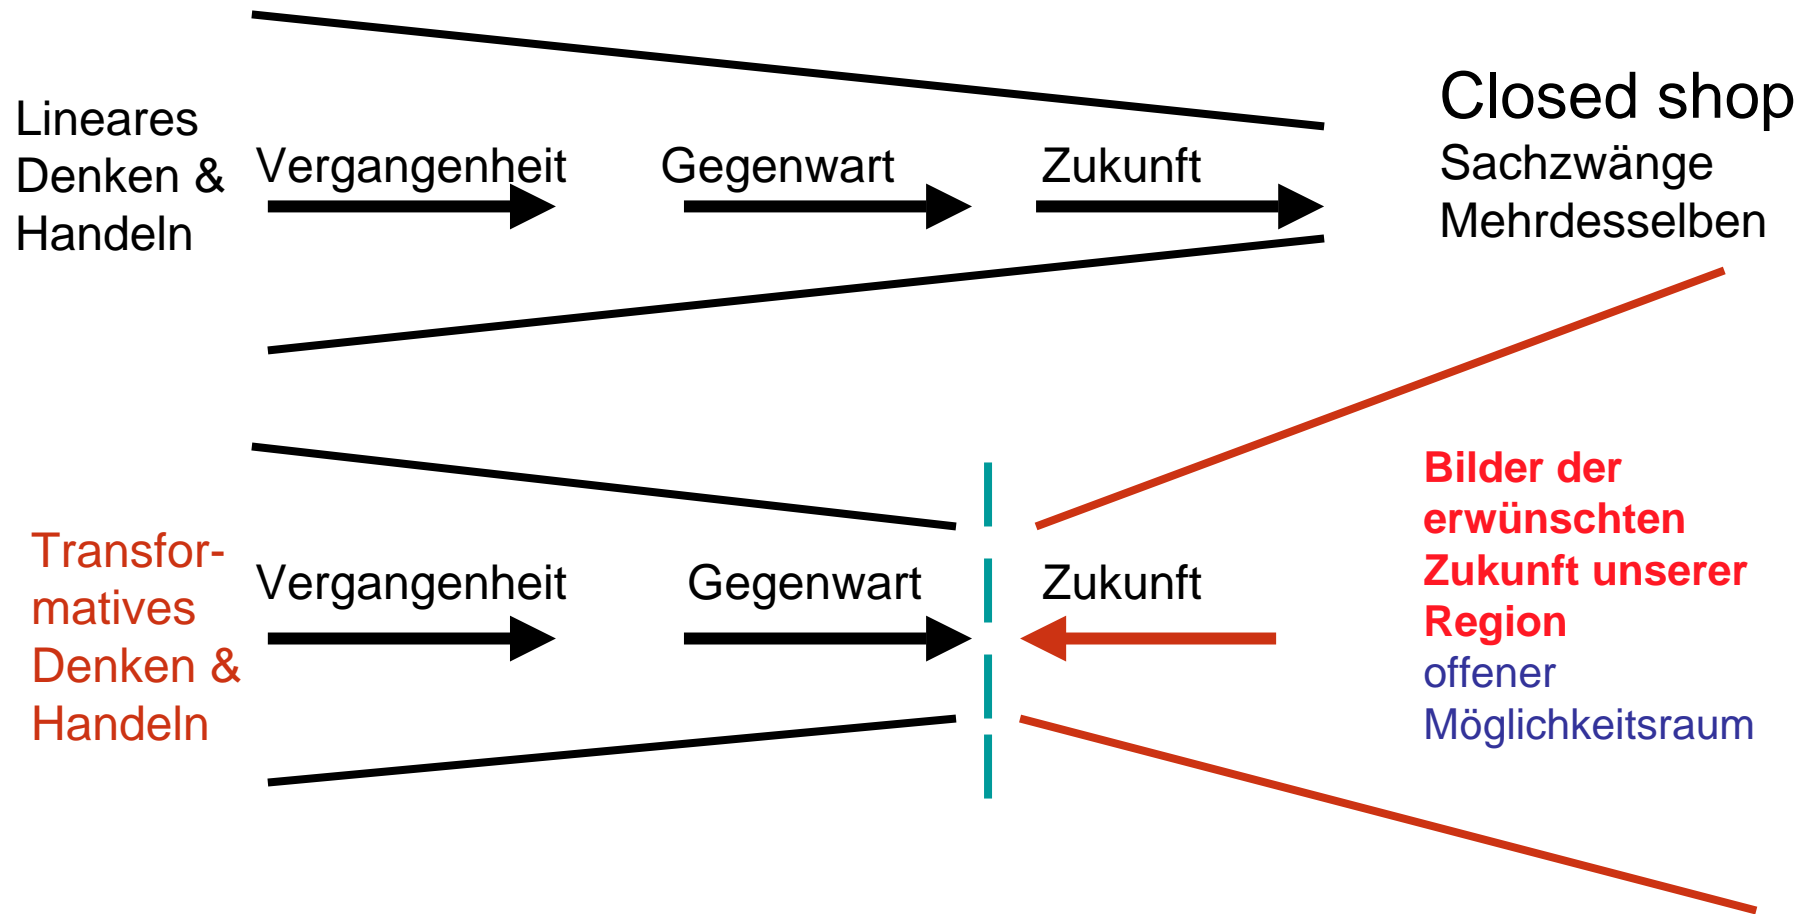 Lineares
Denken &
Handeln
Vergangenheit
Gegenwart
Zukunft
Closed shop
Sachzwänge
Mehrdesselben
Transfor-
matives
Denken &
Handeln
Vergangenheit
Gegenwart
Zukunft
Bilder der
erwünschten
Zukunft unserer
Region
offener
Möglichkeitsraum